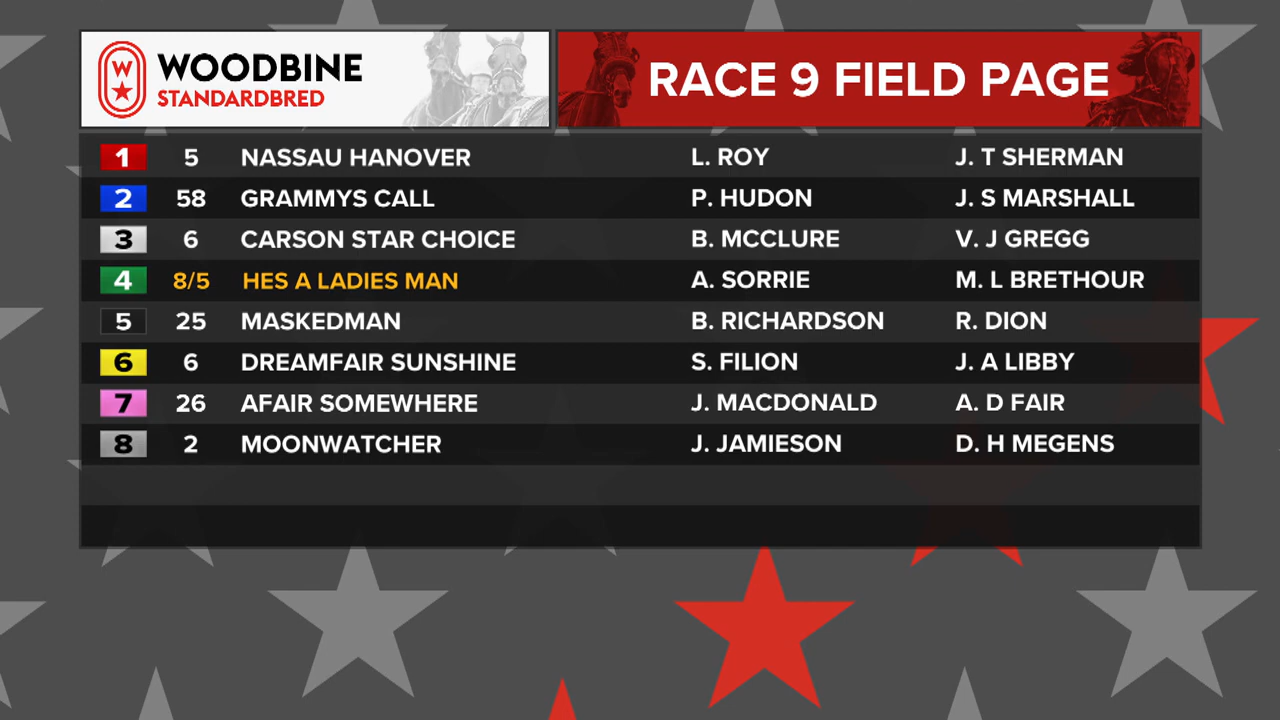 W
WOODBINE
STANDARDBRED
RACE 9 FIELD PAGE
1 5 NASSAU HANOVER L. ROY J. T SHERMAN
2 58 GRAMMYS CALL P. HUDON J. S MARSHALL
3 6 CARSON STAR CHOICE B. MCCLURE V. J GREGG
4 8/5 HES A LADIES MAN A. SORRIE M. L BRETHOUR
5 25 MASKEDMAN B. RICHARDSON R. DION
6 6 DREAMFAIR SUNSHINE S. FILION J. A LIBBY
7 26 AFAIR SOMEWHERE J. MACDONALD A. D FAIR
8 2 MOONWATCHER J. JAMIESON D. H MEGENS